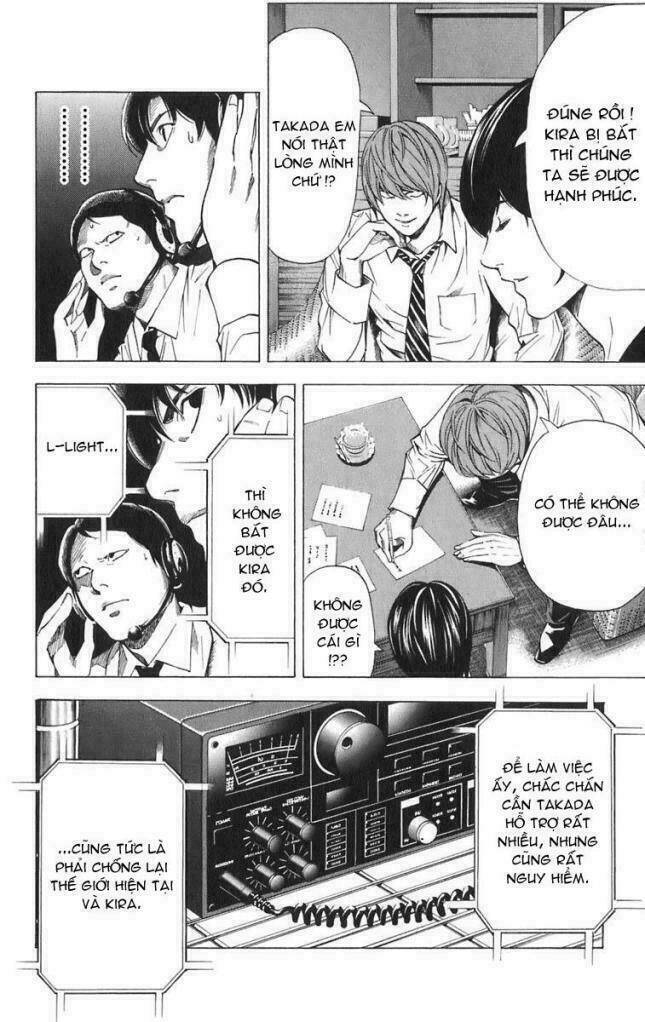 ĐÚNG RỒI !
KIRA BỊ BẤT
THÌ CHÚNG
TA SẼ ĐƯỢC
HẠNH PHÚC.
TAKADA EM
NÓI THẬT
LÒNG MÌNH
CHỨ !?
CÓ THỂ KHÔNG
ĐƯỢC ĐÂU...
KHÔNG
ĐƯỢC
CÁI GÌ
!??
THÌ
KHÔNG
BẤT
ĐƯỢC
KIRA
ĐÓ.
L-LIGHT...
ĐỂ LÀM VIỆC
ẤY, CHẮC CHẮN
CẦN TAKADA
HỖ TRỢ RẤT
NHIỀU, NHƯNG
CŨNG RẤT
NGUY HIỂM.
...CŨNG TỨC LÀ
PHẢI CHỐNG LẠI
THẾ GIỚI HIỆN TẠI
VÀ KIRA.